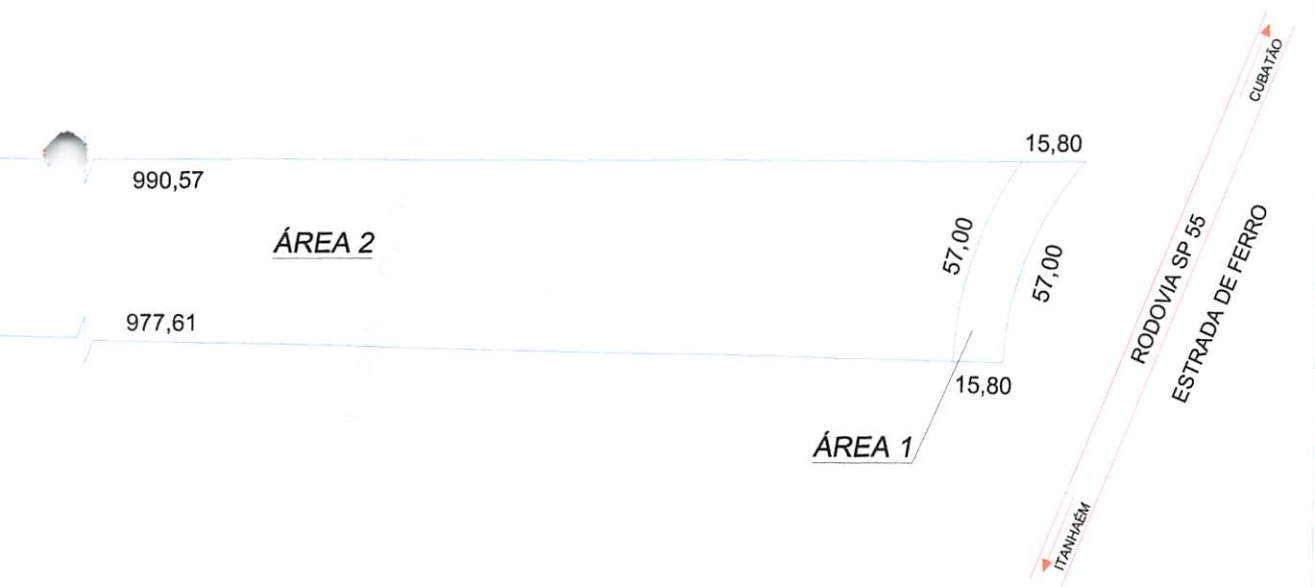 CUBATÃO
15,80
990,57
ÁREA 2
57,00
57,00
RODOVIA SP 55
ESTRADA DE FERRO
977,61
15,80
ÁREA 1
ITANHAÉM